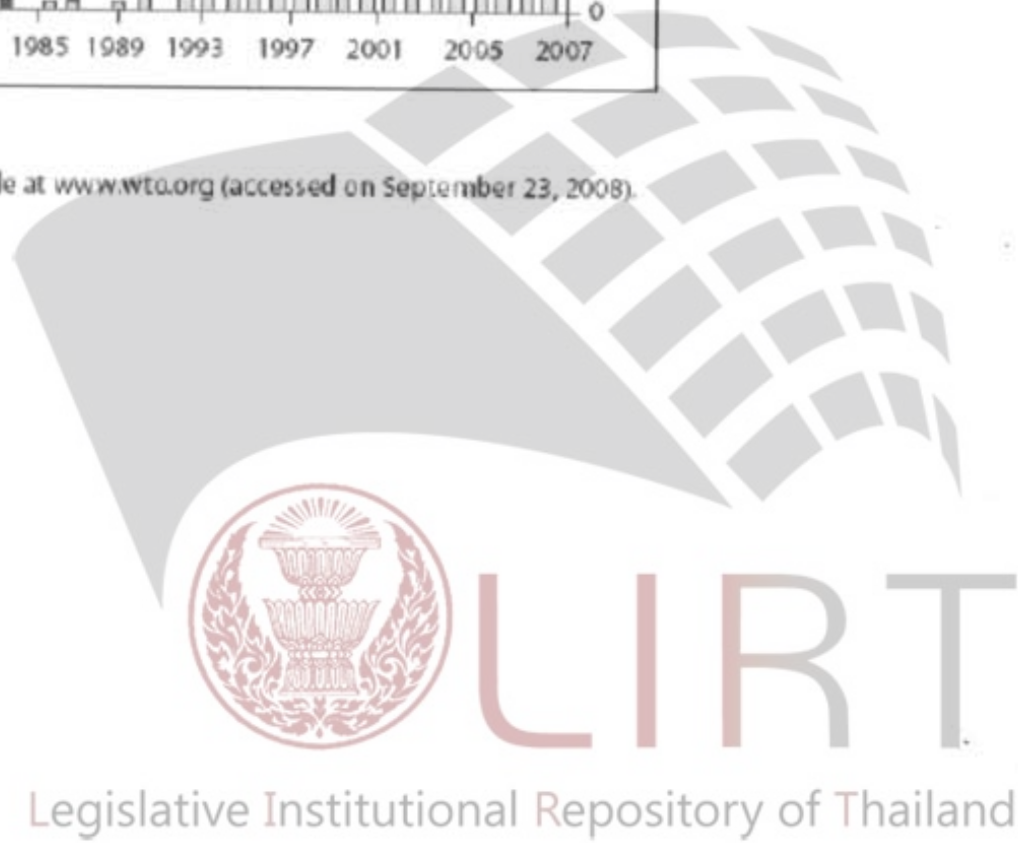 0
1985 1989 1993 1997 2001 2005 2007
le at www.wto.org (accessed on September 23, 2008).
LIRT
Legislative Institutional Repository of Thailand